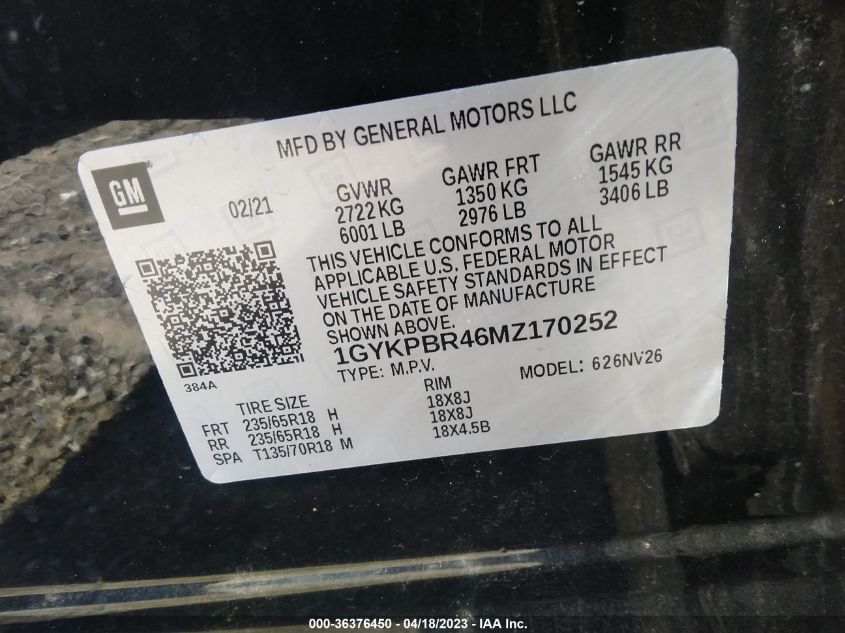 MFD BY GENERAL MOTORS LLC
GM ®
02/21
GVWR
2722 KG
6001 LB
GAWR FRT
1350 KG
2976 LB
GAWR RR
1545 KG
3406 LB
THIS VEHICLE CONFORMS TO ALL
APPLICABLE U.S. FEDERAL MOTOR
VEHICLE SAFETY STANDARDS IN EFFECT
ON THE DATE OF MANUFACTURE
SHOWN ABOVE.
1GYKPBR46MZ170252
TYPE: M.P.V. MODEL: 626NV26
384A
TIRE SIZE RIM
FRT 235/65R18 H 18X8J
RR 235/65R18 H 18X8J
SPA T135/70R18 M 18X4.5B
000-36376450 - 04/18/2023 - IAA Inc.